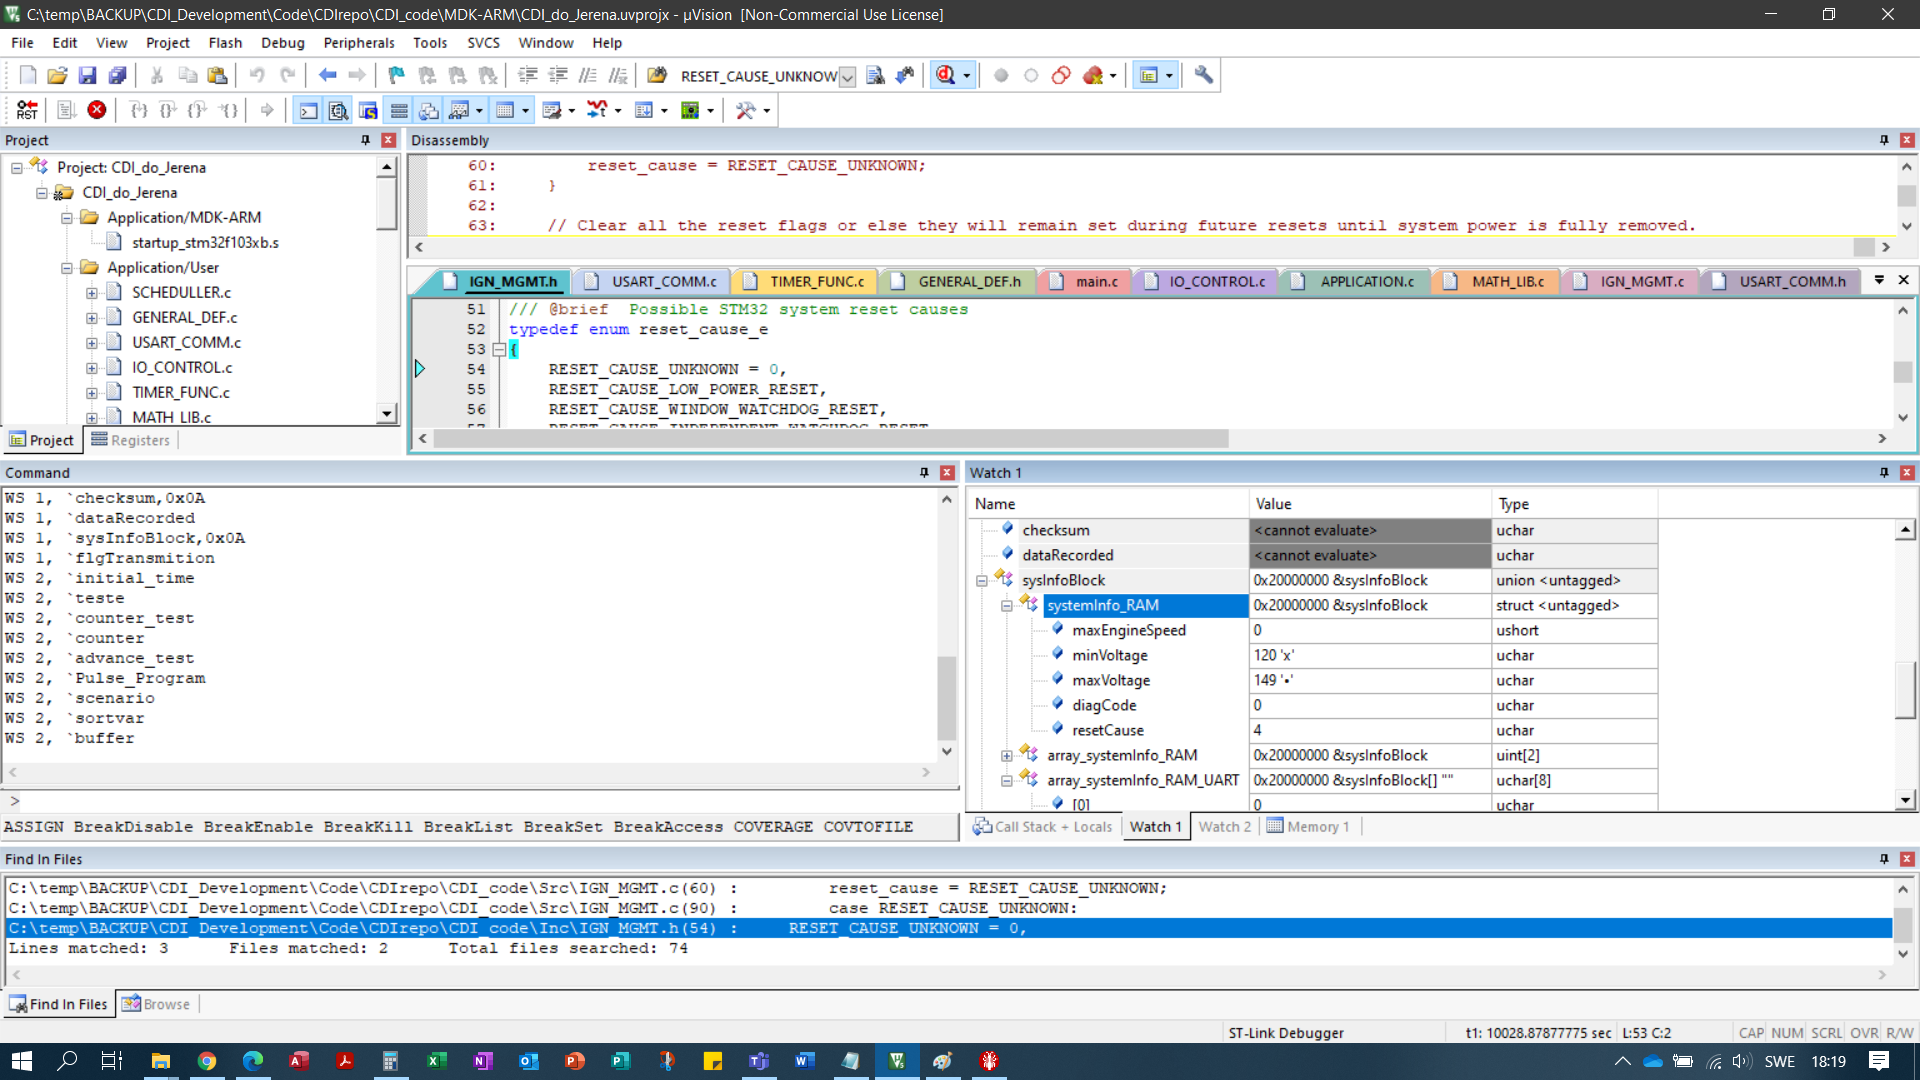 C:\temp\BACKUP\CDI_Development\Code\CDIrepo\CDI_code\MDK-ARM\CDI_do_Jerena.uvprojx - µVision  [Non-Commercial Use License]
File Edit View Project Flash Debug Peripherals Tools SVCS Window Help
RESET_CAUSE_UNKNOW
RST
Project
Project: CDI_do_Jerena
CDI_do_Jerena
Application/MDK-ARM
startup_stm32f103xb.s
Application/User
SCHEDULLER.c
GENERAL_DEF.c
USART_COMM.c
IO_CONTROL.c
TIMER_FUNC.c
MATH_LIB.c
Project Registers
Disassembly
60: reset_cause = RESET_CAUSE_UNKNOWN;
61: }
62:
63: // Clear all the reset flags or else they will remain set during future resets until system power is fully removed.
IGN_MGMT.h USART_COMM.c TIMER_FUNC.c GENERAL_DEF.h main.c IO_CONTROL.c APPLICATION.c MATH_LIB.c IGN_MGMT.c USART_COMM.h
51 /// @brief  Possible STM32 system reset causes
52 typedef enum reset_cause_e
53 {
54 RESET_CAUSE_UNKNOWN = 0,
55 RESET_CAUSE_LOW_POWER_RESET,
56 RESET_CAUSE_WINDOW_WATCHDOG_RESET,
57 RESET_CAUSE_INDEPENDENT_WATCHDOG_RESET
Command
WS 1, `checksum,0x0A
WS 1, `dataRecorded
WS 1, `sysInfoBlock,0x0A
WS 1, `flgTransmition
WS 2, `initial_time
WS 2, `teste
WS 2, `counter_test
WS 2, `counter
WS 2, `advance_test
WS 2, `Pulse_Program
WS 2, `scenario
WS 2, `sortvar
WS 2, `buffer
>
ASSIGN BreakDisable BreakEnable BreakKill BreakList BreakSet BreakAccess COVERAGE COVTOFILE
Watch 1
Name Value Type
checksum <cannot evaluate> uchar
dataRecorded <cannot evaluate> uchar
sysInfoBlock 0x20000000 &sysInfoBlock union <untagged>
systemInfo_RAM 0x20000000 &sysInfoBlock struct <untagged>
maxEngineSpeed 0 ushort
minVoltage 120 'x' uchar
maxVoltage 149 '•' uchar
diagCode 0 uchar
resetCause 4 uchar
array_systemInfo_RAM 0x20000000 &sysInfoBlock uint[2]
array_systemInfo_RAM_UART 0x20000000 &sysInfoBlock[] "" uchar[8]
[0] 0 uchar
Call Stack + Locals Watch 1 Watch 2 Memory 1
Find In Files
C:\temp\BACKUP\CDI_Development\Code\CDIrepo\CDI_code\Src\IGN_MGMT.c(60) : reset_cause = RESET_CAUSE_UNKNOWN;
C:\temp\BACKUP\CDI_Development\Code\CDIrepo\CDI_code\Src\IGN_MGMT.c(90) : case RESET_CAUSE_UNKNOWN:
C:\temp\BACKUP\CDI_Development\Code\CDIrepo\CDI_code\Inc\IGN_MGMT.h(54) : RESET_CAUSE_UNKNOWN = 0,
Lines matched: 3 Files matched: 2 Total files searched: 74
Find In Files Browse
ST-Link Debugger t1: 10028.87877775 sec L:53 C:2 CAP NUM SCRL OVR R/W
SWE 18:19